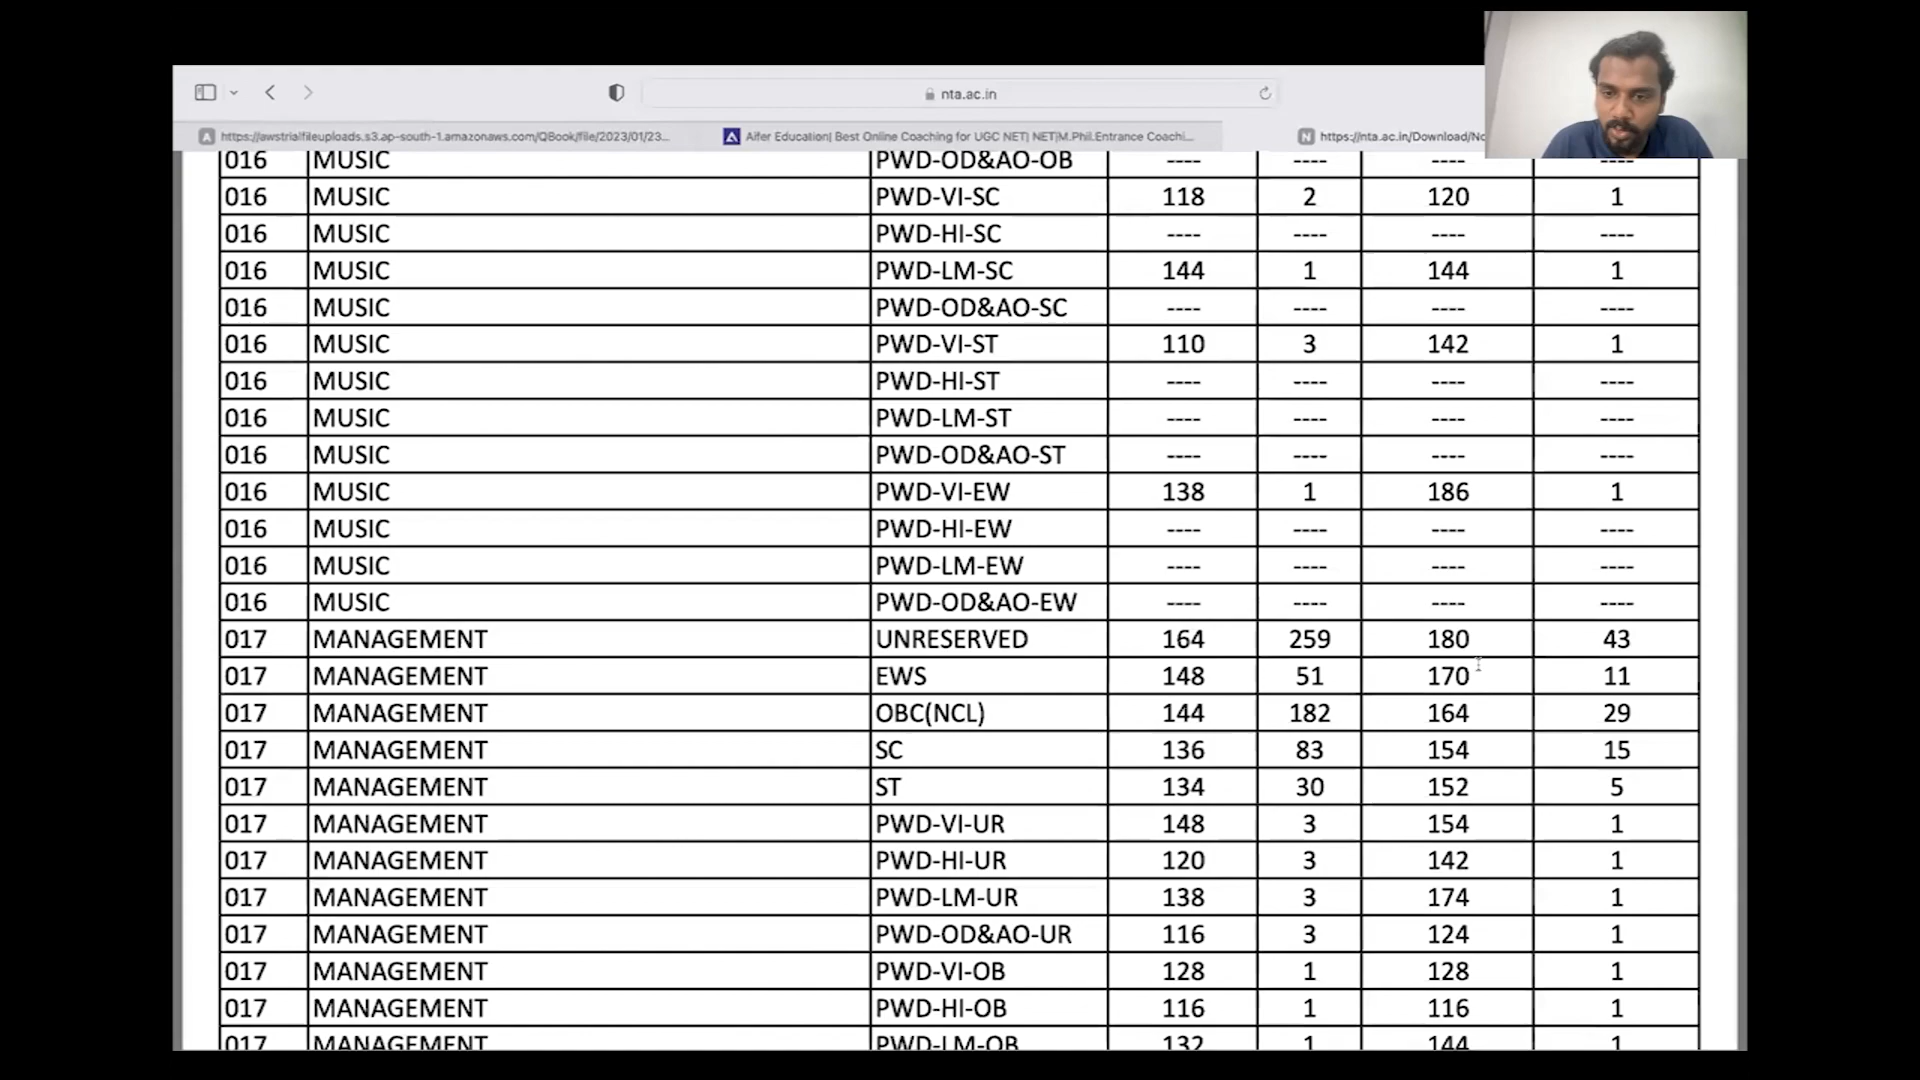 nta.ac.in
https://awstrialfileuploads.s3.ap-south-1.amazonaws.com/QBook/file/2023/01/23... Aifer Education| Best Online Coaching for UGC NET| NET|M.Phil.Entrance Coachi... https://nta.ac.in/Download/No
016 MUSIC PWD-OD&AO-OB ---- ---- ---- ----
016 MUSIC PWD-VI-SC 118 2 120 1
016 MUSIC PWD-HI-SC ---- ---- ---- ----
016 MUSIC PWD-LM-SC 144 1 144 1
016 MUSIC PWD-OD&AO-SC ---- ---- ---- ----
016 MUSIC PWD-VI-ST 110 3 142 1
016 MUSIC PWD-HI-ST ---- ---- ---- ----
016 MUSIC PWD-LM-ST ---- ---- ---- ----
016 MUSIC PWD-OD&AO-ST ---- ---- ---- ----
016 MUSIC PWD-VI-EW 138 1 186 1
016 MUSIC PWD-HI-EW ---- ---- ---- ----
016 MUSIC PWD-LM-EW ---- ---- ---- ----
016 MUSIC PWD-OD&AO-EW ---- ---- ---- ----
017 MANAGEMENT UNRESERVED 164 259 180 43
017 MANAGEMENT EWS 148 51 170 11
017 MANAGEMENT OBC(NCL) 144 182 164 29
017 MANAGEMENT SC 136 83 154 15
017 MANAGEMENT ST 134 30 152 5
017 MANAGEMENT PWD-VI-UR 148 3 154 1
017 MANAGEMENT PWD-HI-UR 120 3 142 1
017 MANAGEMENT PWD-LM-UR 138 3 174 1
017 MANAGEMENT PWD-OD&AO-UR 116 3 124 1
017 MANAGEMENT PWD-VI-OB 128 1 128 1
017 MANAGEMENT PWD-HI-OB 116 1 116 1
017 MANAGEMENT PWD-LM-OB 132 1 144 1